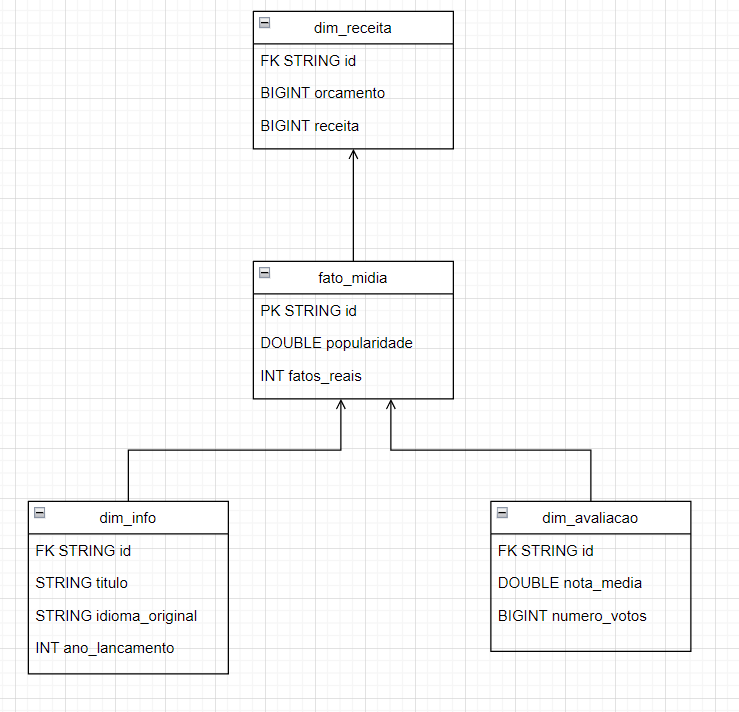 dim_receita
FK STRING id
BIGINT orcamento
BIGINT receita
fato_midia
PK STRING id
DOUBLE popularidade
INT fatos_reais
dim_info
FK STRING id
STRING titulo
STRING idioma_original
INT ano_lancamento
dim_avaliacao
FK STRING id
DOUBLE nota_media
BIGINT numero_votos